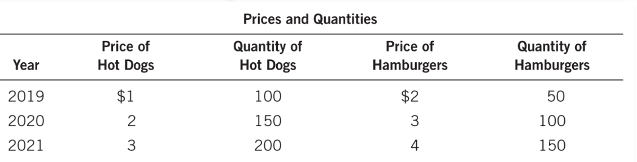 Prices and Quantities
Price of Quantity of Price of Quantity of
Year Hot Dogs Hot Dogs Hamburgers Hamburgers
2019 $1 100 $2 50
2020 2 150 3 100
2021 3 200 4 150